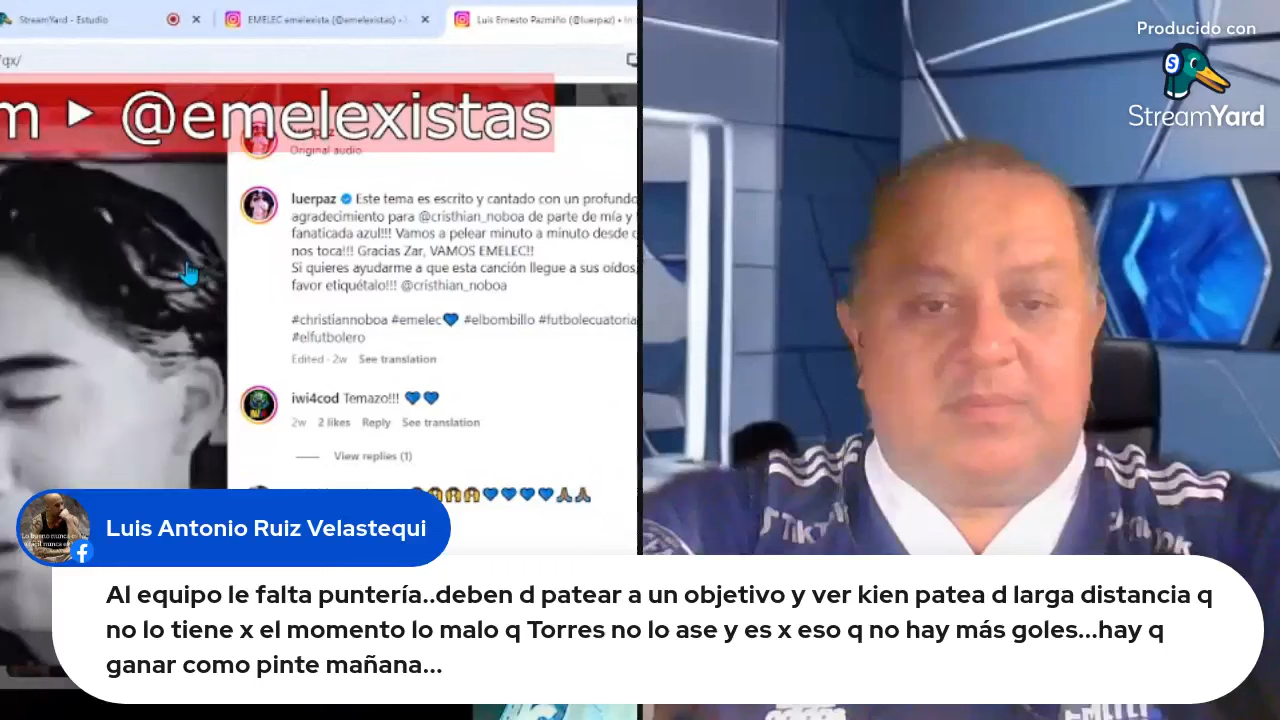 StreamYard - Estudio
EMELEC emelexista (@emelexistas) •
Luis Ernesto Pazmiño (@luerpaz) •
/qx/
Producido con
StreamYard
m ► @emelexistas
Original audio
luerpaz Este tema es escrito y cantado con un profundo
agradecimiento para @cristhian_noboa de parte de mía y
fanaticada azul!!! Vamos a pelear minuto a minuto desde
nos toca!!! Gracias Zar, VAMOS EMELEC!!
Si quieres ayudarme a que esta canción llegue a sus oídos,
favor etiquétalo!!! @cristhian_noboa
#christiannoboa #emelec💙 #elbombillo #futbolecuatoria
#elfutbolero
Edited · 2w See translation
iwi4cod Temazo!!! 💙💙
2w 2 likes Reply See translation
View replies (1)
TikTok
Luis Antonio Ruiz Velastequi
Al equipo le falta puntería..deben d patear a un objetivo y ver kien patea d larga distancia q
no lo tiene x el momento lo malo q Torres no lo ase y es x eso q no hay más goles...hay q
ganar como pinte mañana...